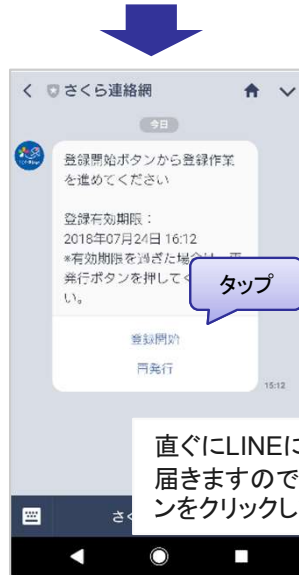 さくら連絡網
今日
登録開始ボタンから登録作業
を進めてください
登録有効期限：
2018年07月24日 16:12
*有効期限を過ぎた場合は、再
発行ボタンを押してく
い。
タップ
登録開始
再発行
15:12
直ぐにLINEに
届きますので
さく
ンをクリックし